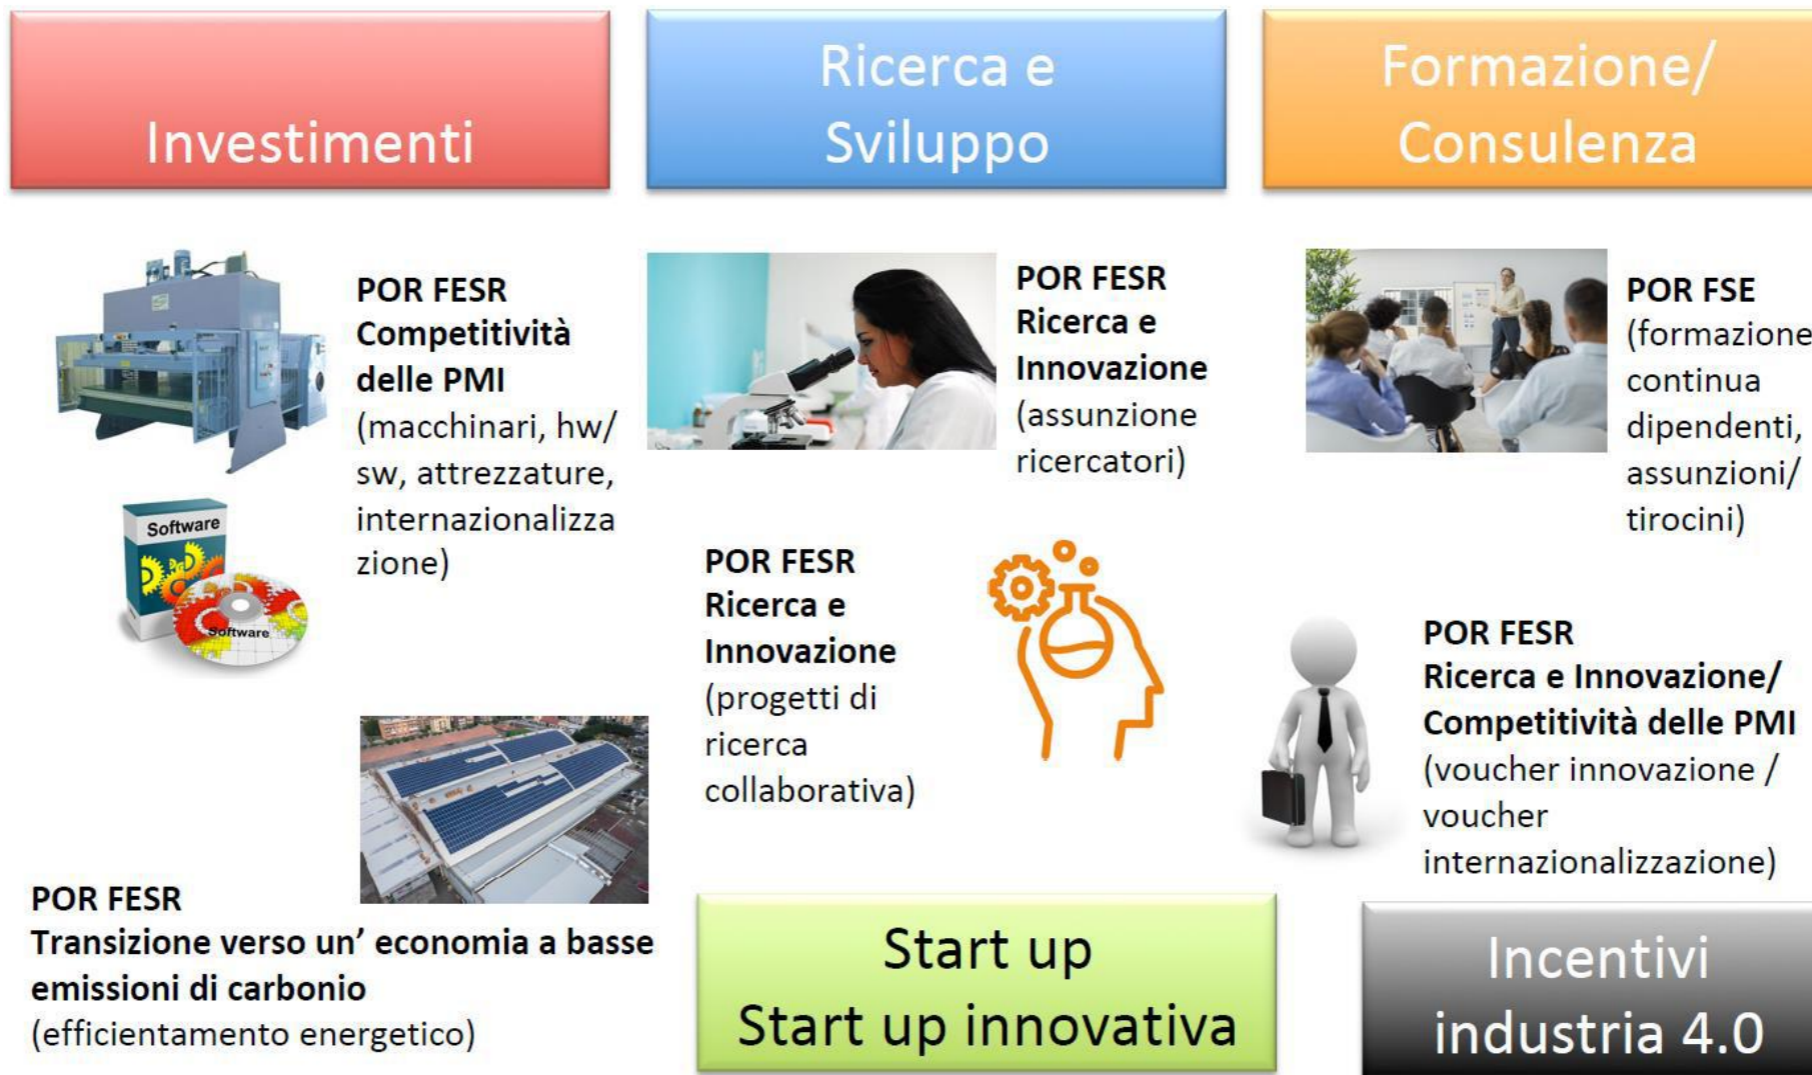 Investimenti
Ricerca e
Sviluppo
Formazione/
Consulenza
POR FESR
Competitività
delle PMI
(macchinari, hw/
sw, attrezzature,
internazionalizza
zione)
Software
Software
POR FESR
Transizione verso un’ economia a basse
emissioni di carbonio
(efficientamento energetico)
POR FESR
Ricerca e
Innovazione
(assunzione
ricercatori)
POR FESR
Ricerca e
Innovazione
(progetti di
ricerca
collaborativa)
POR FSE
(formazione
continua
dipendenti,
assunzioni/
tirocini)
POR FESR
Ricerca e Innovazione/
Competitività delle PMI
(voucher innovazione /
voucher
internazionalizzazione)
Start up
Start up innovativa
Incentivi
industria 4.0